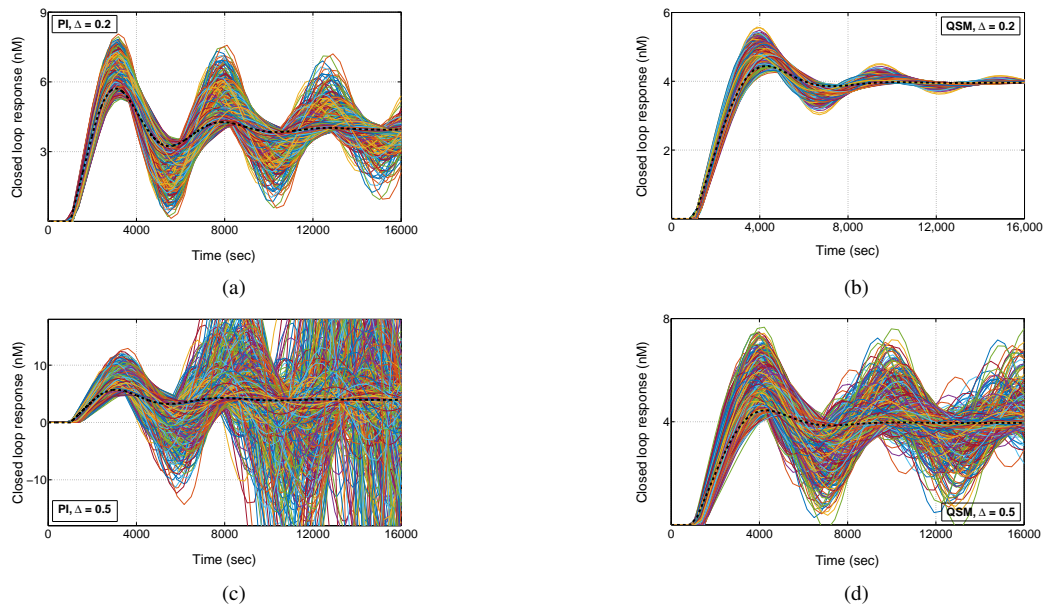 9
6
3
PI, Δ = 0.2
Closed loop response (nM)
0
4000
8000
12000
16000
Time (sec)
(a)
6
4
2
QSM, Δ = 0.2
Closed loop response (nM)
0
4,000
8,000
12,000
16,000
Time (sec)
(b)
10
0
−10
PI, Δ = 0.5
Closed loop response (nM)
0
4000
8000
12000
16000
Time (sec)
(c)
8
4
QSM, Δ = 0.5
Closed loop response (nM)
0
4000
8000
12000
16000
Time (sec)
(d)